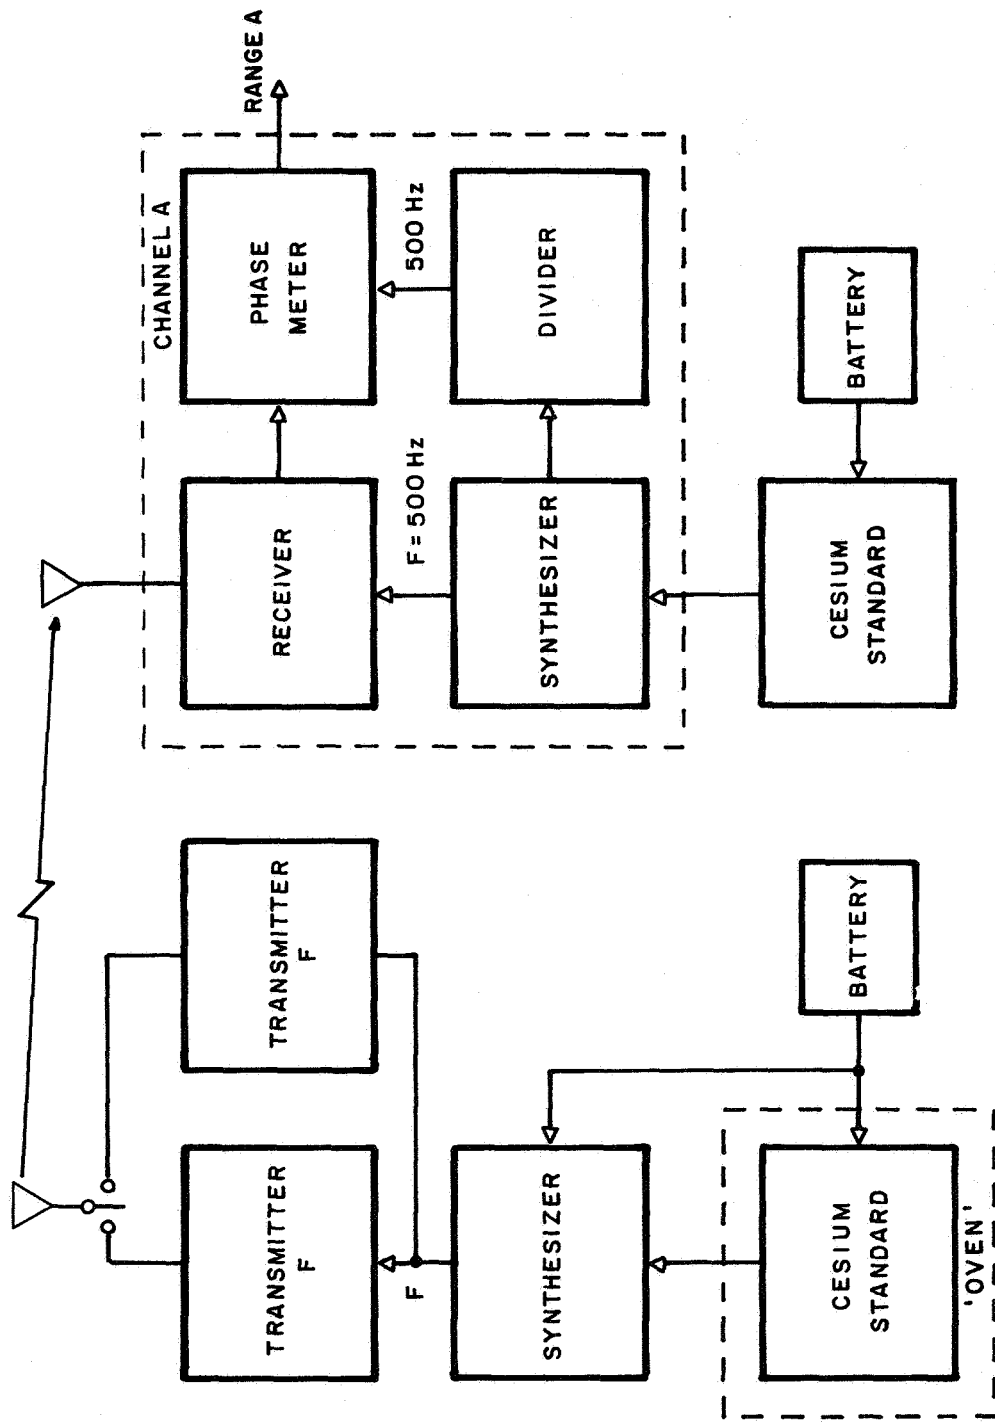 CHANNEL A
TRANSMITTER
F
TRANSMITTER
F
RECEIVER
PHASE
METER
RANGE A
F
F = 500 Hz
500 Hz
SYNTHESIZER
SYNTHESIZER
DIVIDER
CESIUM
STANDARD
BATTERY
CESIUM
STANDARD
BATTERY
'OVEN'